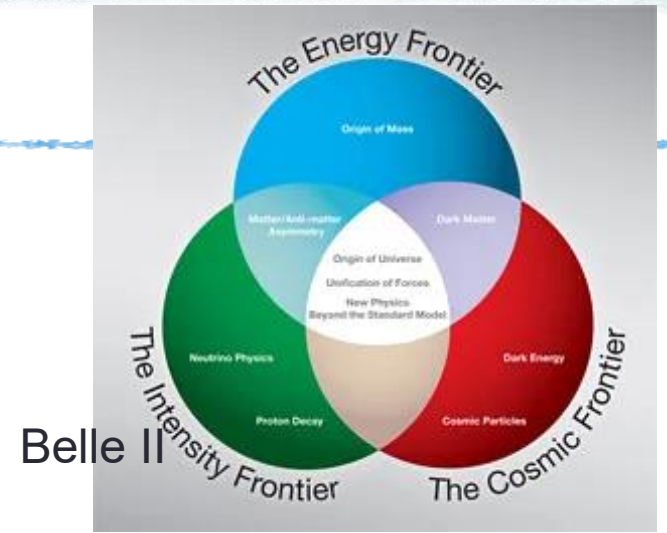 The Energy Frontier
Origin of Mass
Matter/Anti-matter
Asymmetry
Dark Matter
Origin of Universe
Unification of Forces
New Physics
Beyond the Standard Model
Neutrino Physics
Dark Energy
Proton Decay
Cosmic Particles
Belle II
The Intensity Frontier
The Cosmic Frontier